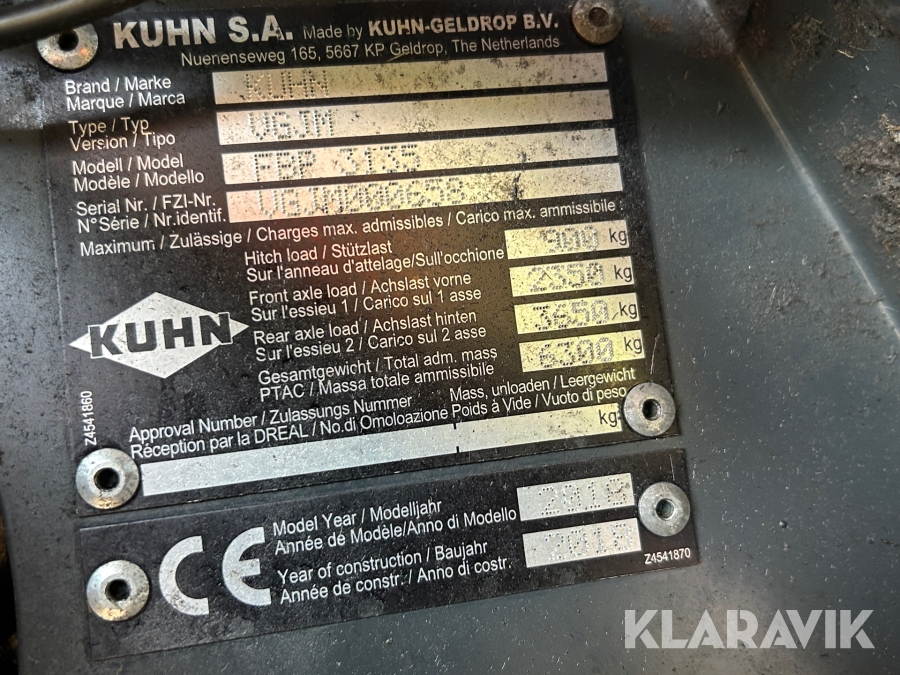 KUHN S.A. Made by KUHN-GELDROP B.V.
Nuenenseweg 165, 5667 KP Geldrop, The Netherlands
Brand / Marke
Marque / Marca
KUHN
Type / Typ
Version / Tipo
VGJM
Modell / Model
Modèle / Modello
FBP 3135
Serial Nr. / FZI-Nr.
N°Série / Nr.identif.
VGJM000658
Maximum / Zulässige / Charges max. admissibles / Carico max. ammissibile :
Hitch load / Stützlast
Sur l'anneau d'attelage/Sull'occhione
900 kg
Front axle load / Achslast vorne
Sur l'essieu 1 / Carico sul 1 asse
2350 kg
Rear axle load / Achslast hinten
Sur l'essieu 2 / Carico sul 2 asse
3650 kg
Gesamtgewicht / Total adm. mass
PTAC / Massa totale ammissibile
6300 kg
KUHN
Z4541860
Approval Number / Zulassungs Nummer
Réception par la DREAL / No.di Omoloazione
Mass, unloaden / Leergewicht
Poids à Vide / Vuoto di peso
kg
CE
Model Year / Modelljahr
Année de Modèle/Anno di Modello
2018
Year of construction / Baujahr
Année de constr. / Anno di costr.
2018
Z4541870
KLARAVIK